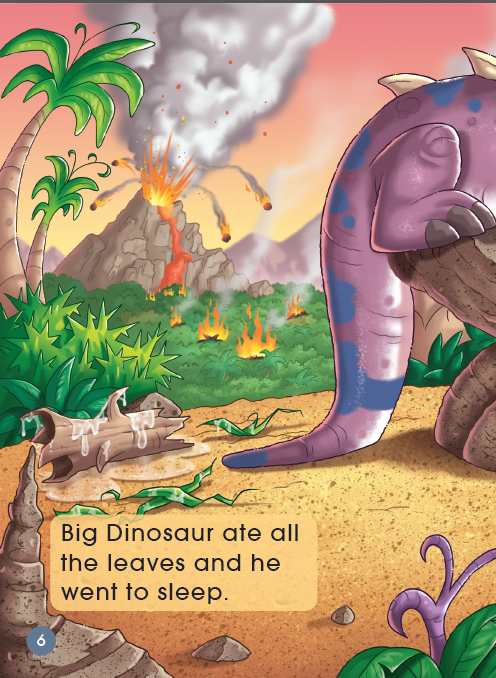 Big Dinosaur ate all
the leaves and he
went to sleep.
6